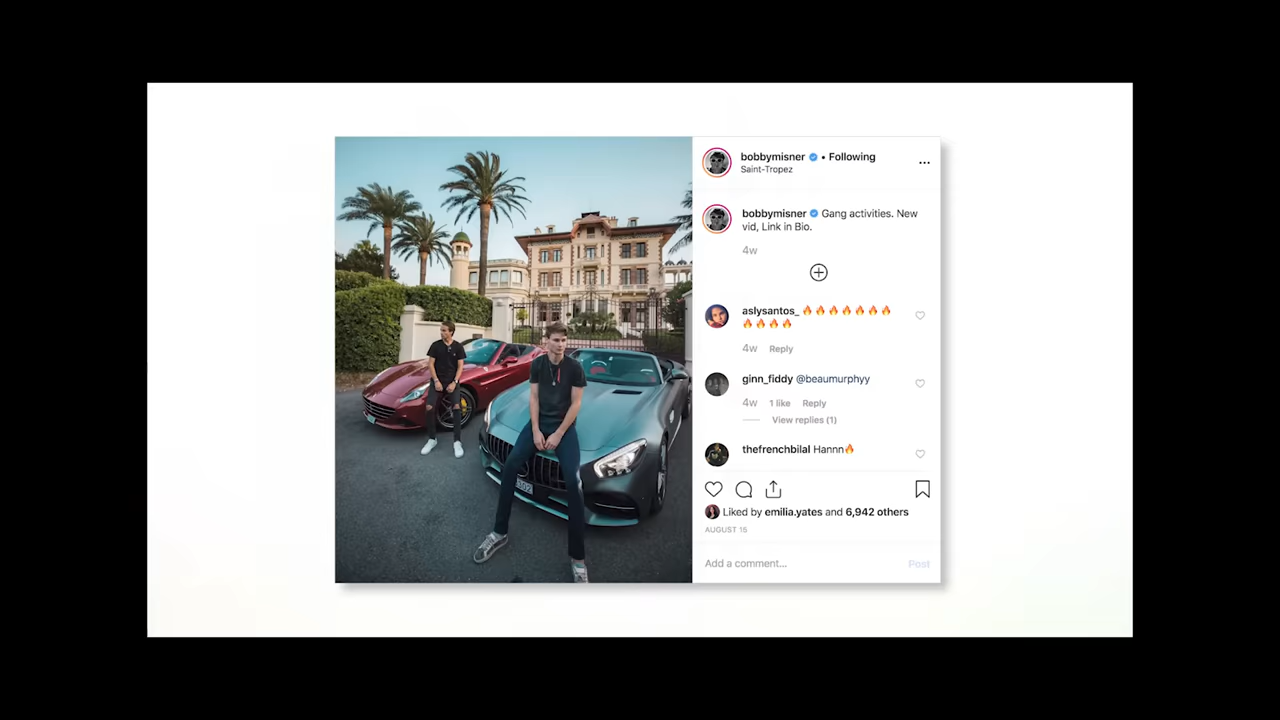 bobbymisner • Following
Saint-Tropez
bobbymisner Gang activities. New
vid, Link in Bio.
4w
aslysantos_ 🔥🔥🔥🔥🔥🔥🔥
🔥🔥🔥🔥
4w Reply
ginn_fiddy @beaumurphyy
4w 1 like Reply
View replies (1)
thefrenchbilal Hannn🔥
Liked by emilia.yates and 6,942 others
AUGUST 15
Add a comment... Post